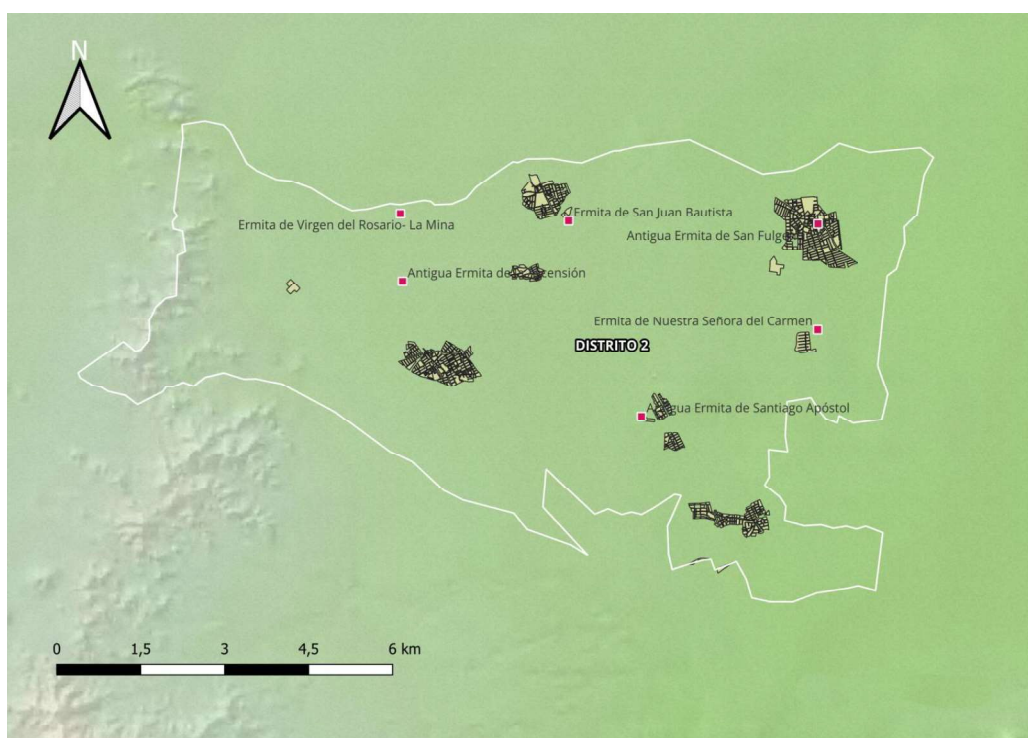 N
Ermita de San Juan Bautista
Ermita de Virgen del Rosario- La Mina
Antigua Ermita de San
Antigua Ermita de
Ermita de Nuestra Señora del Carmen
DISTRITO 2
Antigua Ermita de Santiago Apóstol
0 1,5 3 4,5 6 km